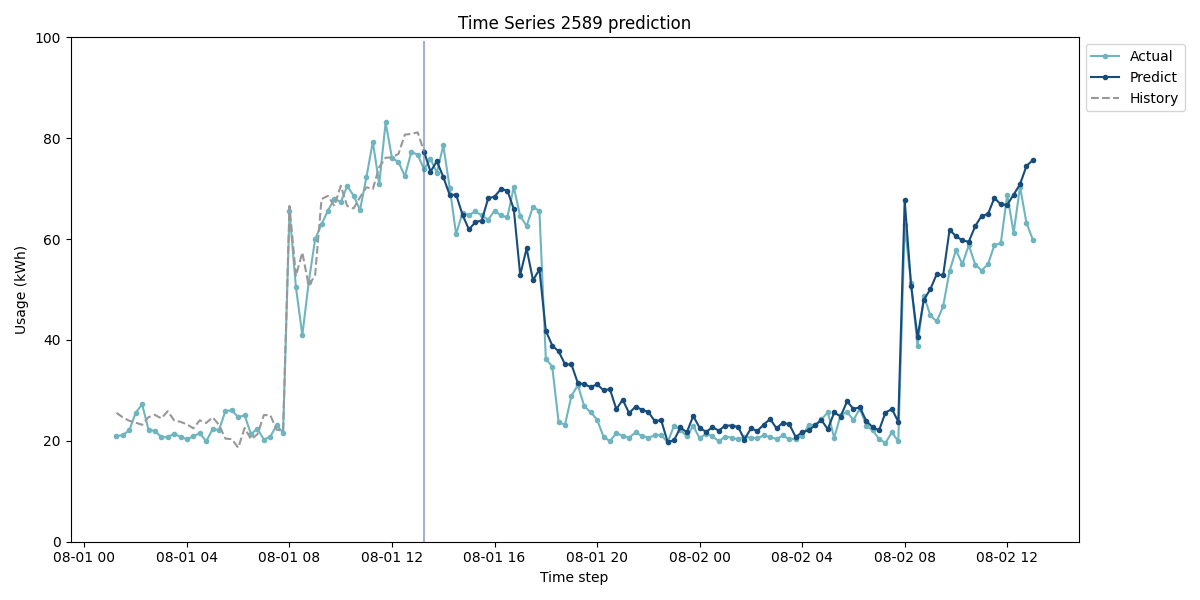 Time Series 2589 prediction
Usage (kWh)
100
80
60
40
20
0
08-01 00
08-01 04
08-01 08
08-01 12
08-01 16
08-01 20
08-02 00
08-02 04
08-02 08
08-02 12
Time step
Actual
Predict
History